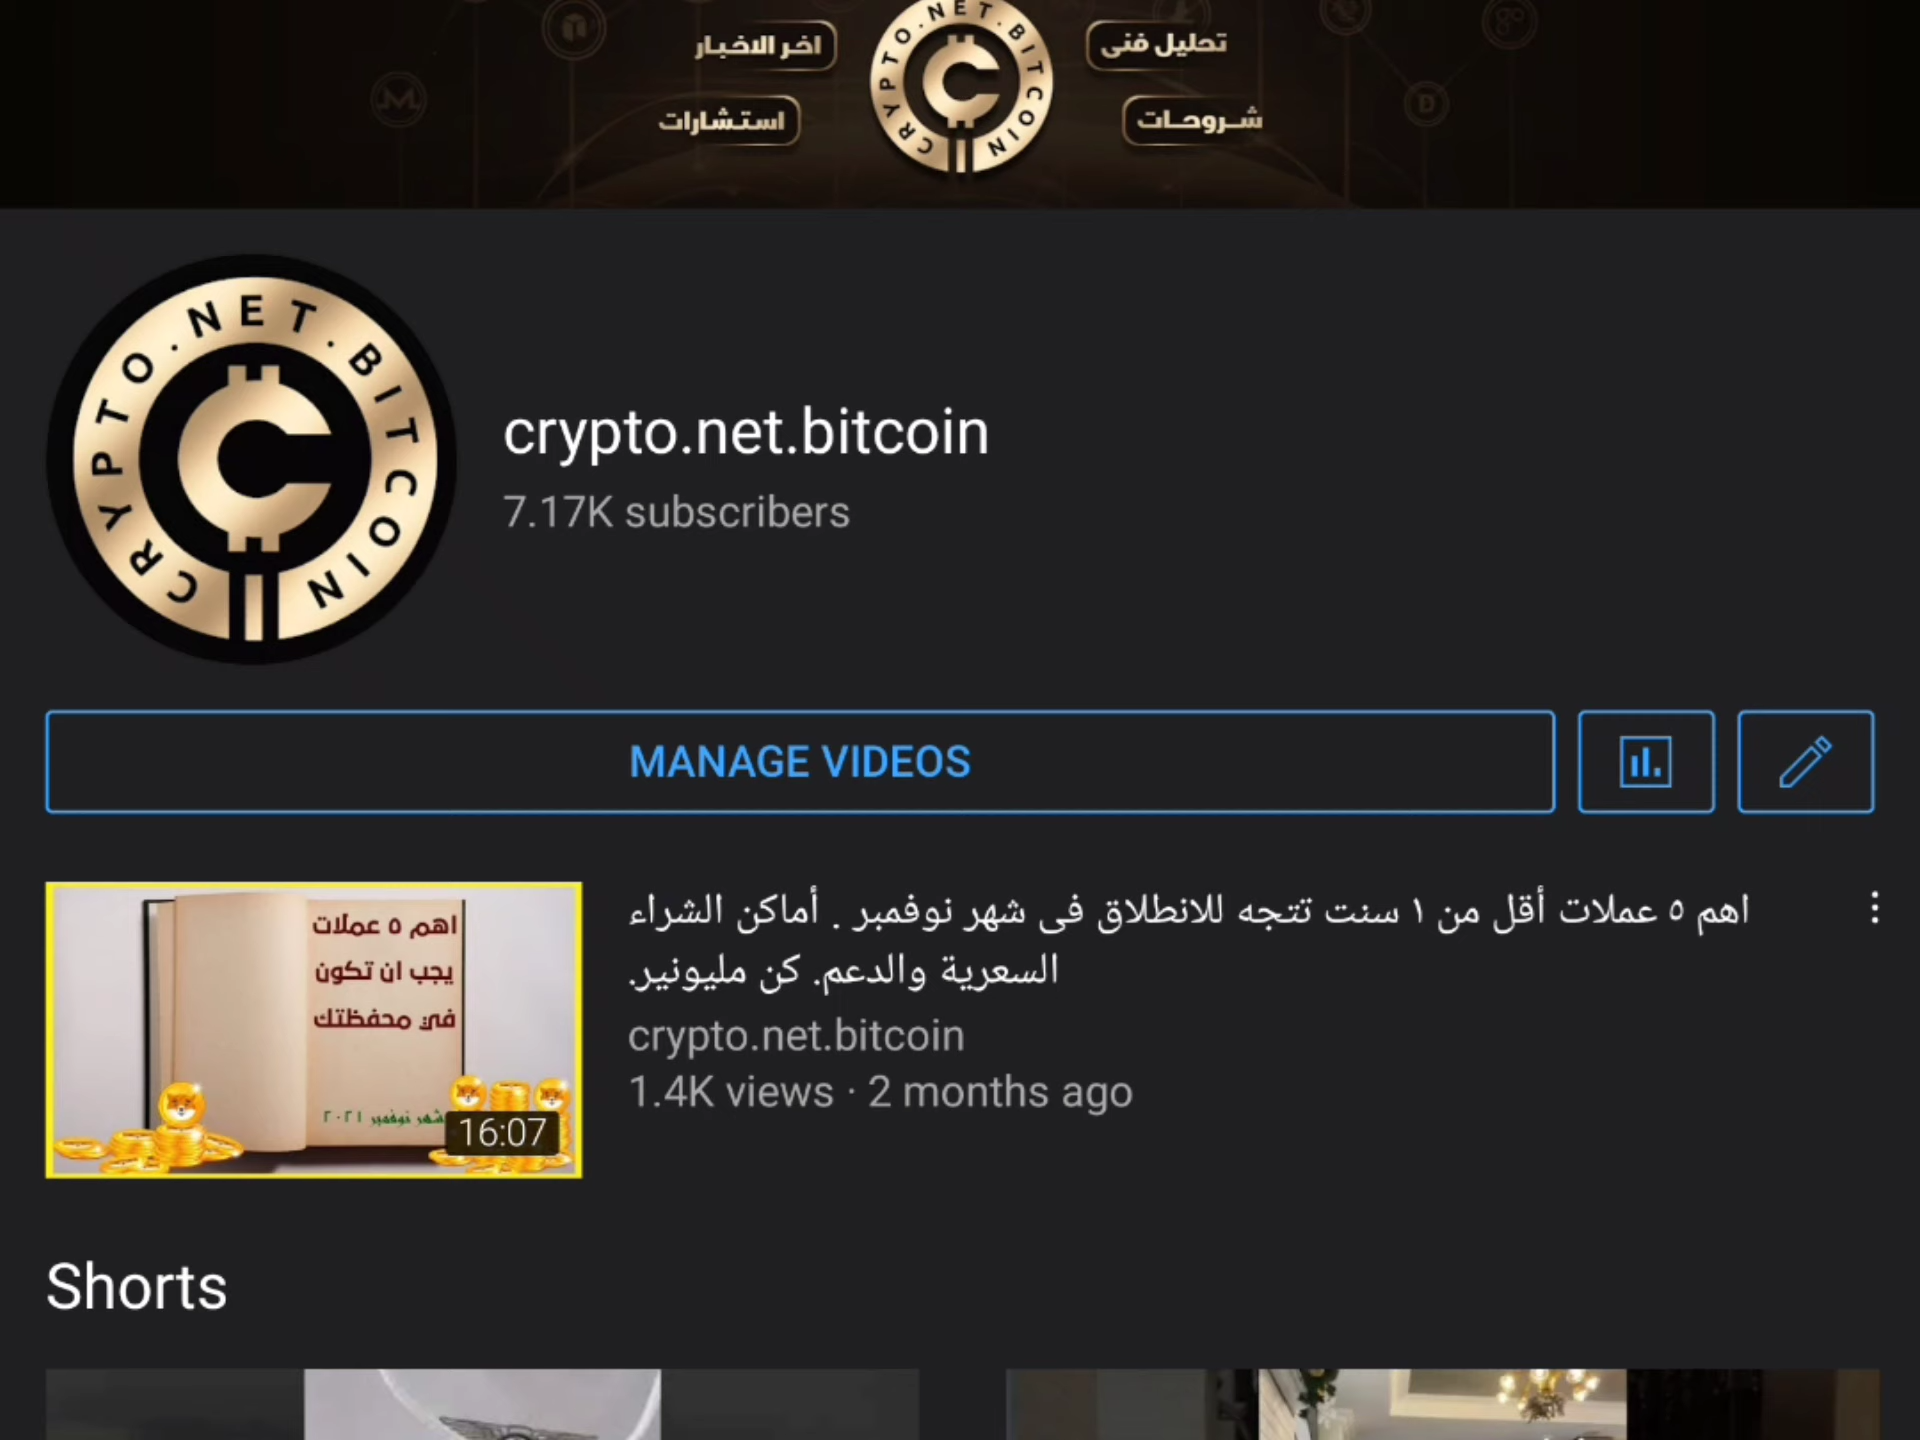 اخر الاخبار
تحليل فنى
استشارات
شروحات
CRYPTO.NET.BITCOIN
CRYPTO.NET.BITCOIN
crypto.net.bitcoin
7.17K subscribers
MANAGE VIDEOS
اهم ٥ عملات
يجب ان تكون
في محفظتك
شهر نوفمبر ٢٠٢١
16:07
اهم ٥ عملات أقل من ١ سنت تتجه للانطلاق فى شهر نوفمبر . أماكن الشراء
السعرية والدعم. كن مليونير.
crypto.net.bitcoin
1.4K views · 2 months ago
Shorts